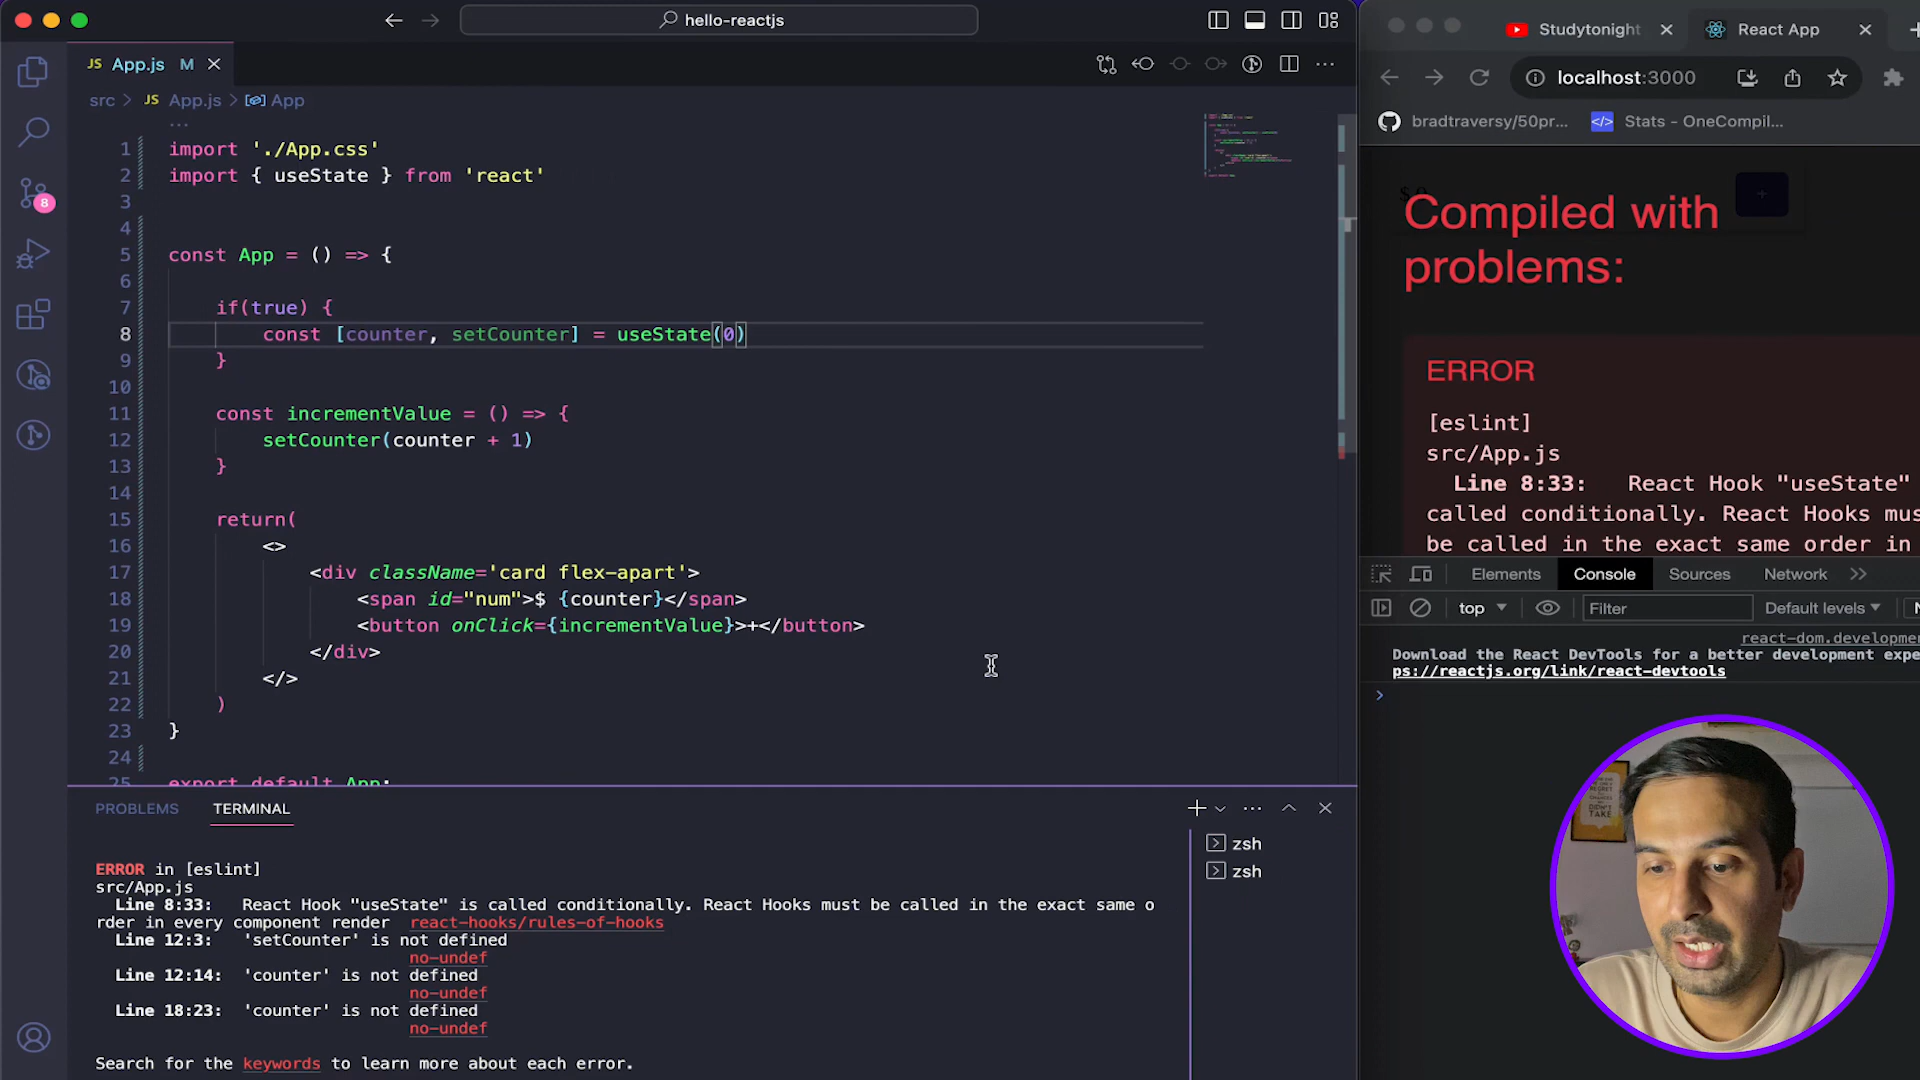 hello-reactjs
JS App.js M
src > JS App.js > App
...
1 import './App.css'
2 import { useState } from 'react'
3
4
5 const App = () => {
6
7 if(true) {
8 const [counter, setCounter] = useState(0)
9 }
10
11 const incrementValue = () => {
12 setCounter(counter + 1)
13 }
14
15 return(
16 <>
17 <div className='card flex-apart'>
18 <span id="num">$ {counter}</span>
19 <button onClick={incrementValue}>+</button>
20 </div>
21 </>
22 )
23 }
24
25 export default App;
8
PROBLEMS TERMINAL
ERROR in [eslint]
src/App.js
Line 8:33: React Hook "useState" is called conditionally. React Hooks must be called in the exact same o
rder in every component render react-hooks/rules-of-hooks
Line 12:3: 'setCounter' is not defined
no-undef
Line 12:14: 'counter' is not defined
no-undef
Line 18:23: 'counter' is not defined
no-undef
Search for the keywords to learn more about each error.
zsh
zsh
Studytonight React App
localhost:3000
bradtraversy/50pr... Stats - OneCompil...
Compiled with
problems:
ERROR
[eslint]
src/App.js
Line 8:33: React Hook "useState"
called conditionally. React Hooks mus
be called in the exact same order in
Elements Console Sources Network
top Filter Default levels
react-dom.developmen
Download the React DevTools for a better development expe
ps://reactjs.org/link/react-devtools